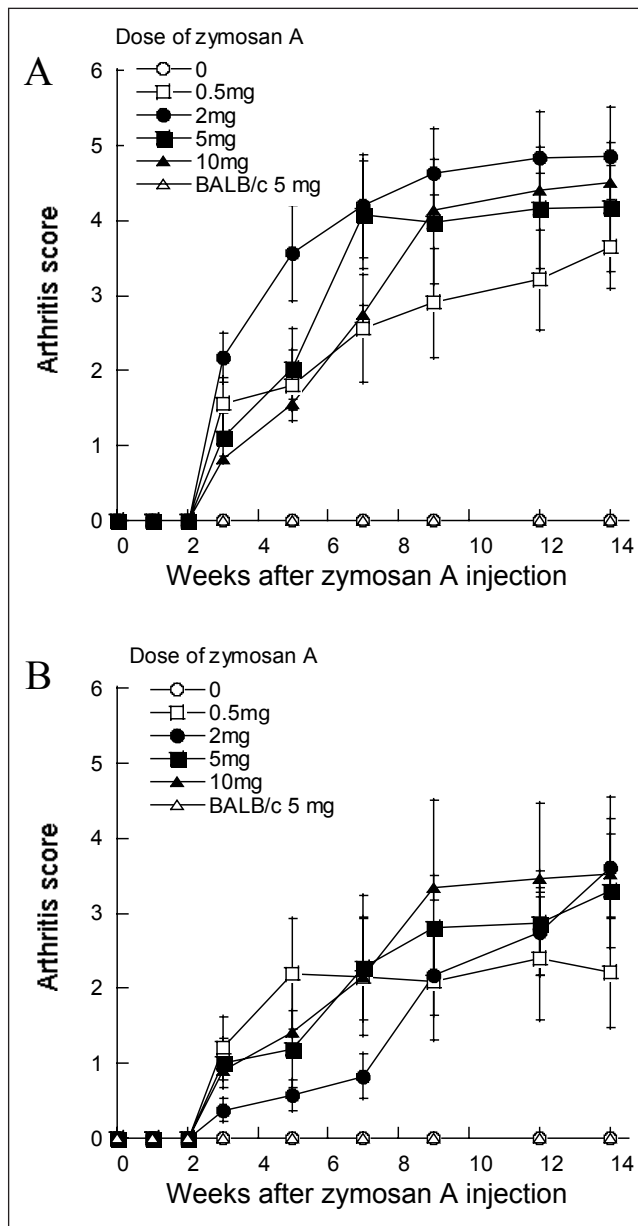 Dose of zymosan A
A
0
0.5mg
2mg
5mg
10mg
BALB/c 5 mg
6
5
4
3
2
1
0
Arthritis score
0 2 4 6 8 10 12 14
Weeks after zymosan A injection
Dose of zymosan A
B
0
0.5mg
2mg
5mg
10mg
BALB/c 5 mg
6
5
4
3
2
1
0
Arthritis score
0 2 4 6 8 10 12 14
Weeks after zymosan A injection